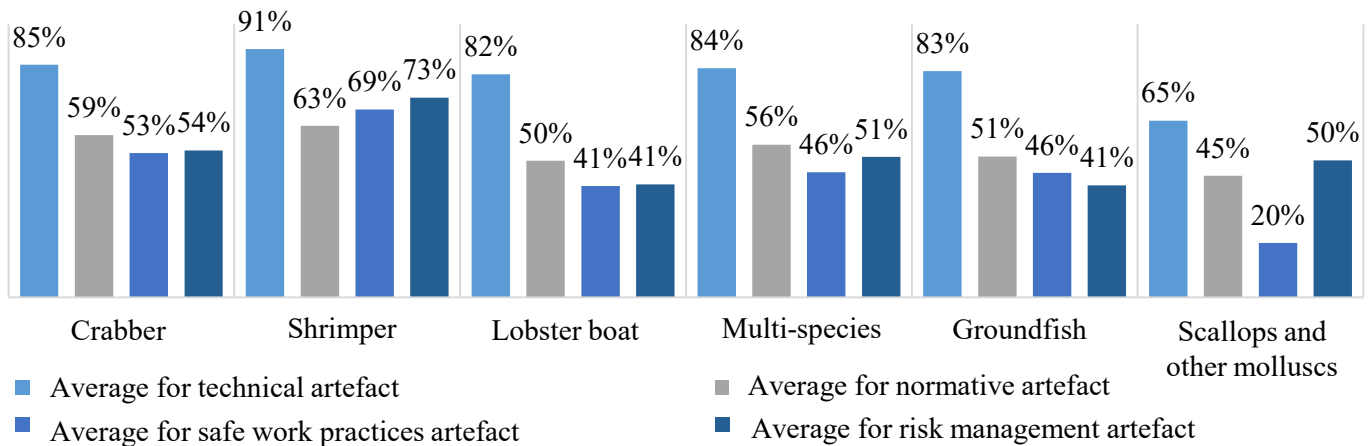 85%
59%
53%
54%
91%
63%
69%
73%
82%
50%
41%
41%
84%
56%
46%
51%
83%
51%
46%
41%
65%
45%
20%
50%
Crabber
Shrimper
Lobster boat
Multi-species
Groundfish
Scallops and
other molluscs
Average for technical artefact
Average for normative artefact
Average for safe work practices artefact
Average for risk management artefact